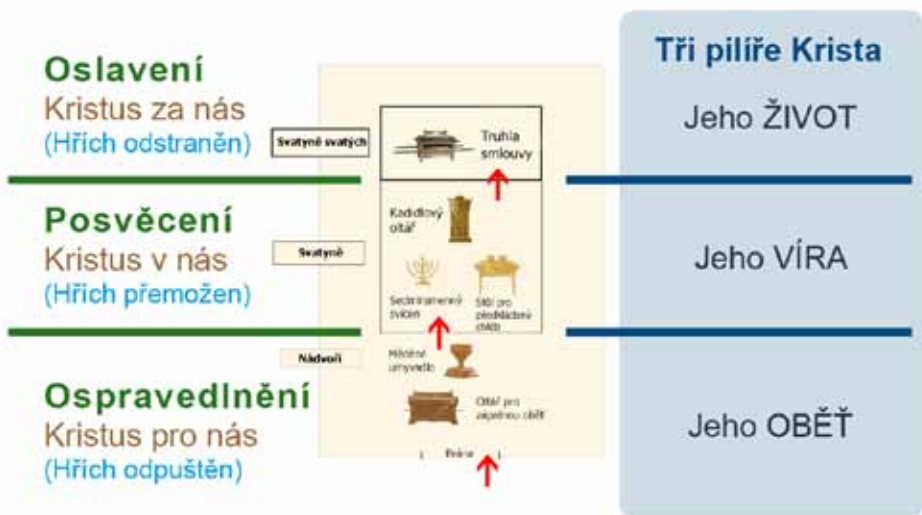 Oslavení
Kristus za nás
(Hřích odstraněn)
Posvěcení
Kristus v nás
(Hřích přemožen)
Ospravedlnění
Kristus pro nás
(Hřích odpuštěn)
Svatyně svatých
Truhla
smlouvy
Svatyně
Kadidlový
oltář
Sedmiramenný
svícen
Stůl pro
předkládané
chleby
Nádvoří
Měděné
umyvadlo
Oltář pro
zápalnou oběť
Brána
Tři pilíře Krista
Jeho ŽIVOT
Jeho VÍRA
Jeho OBĚŤ